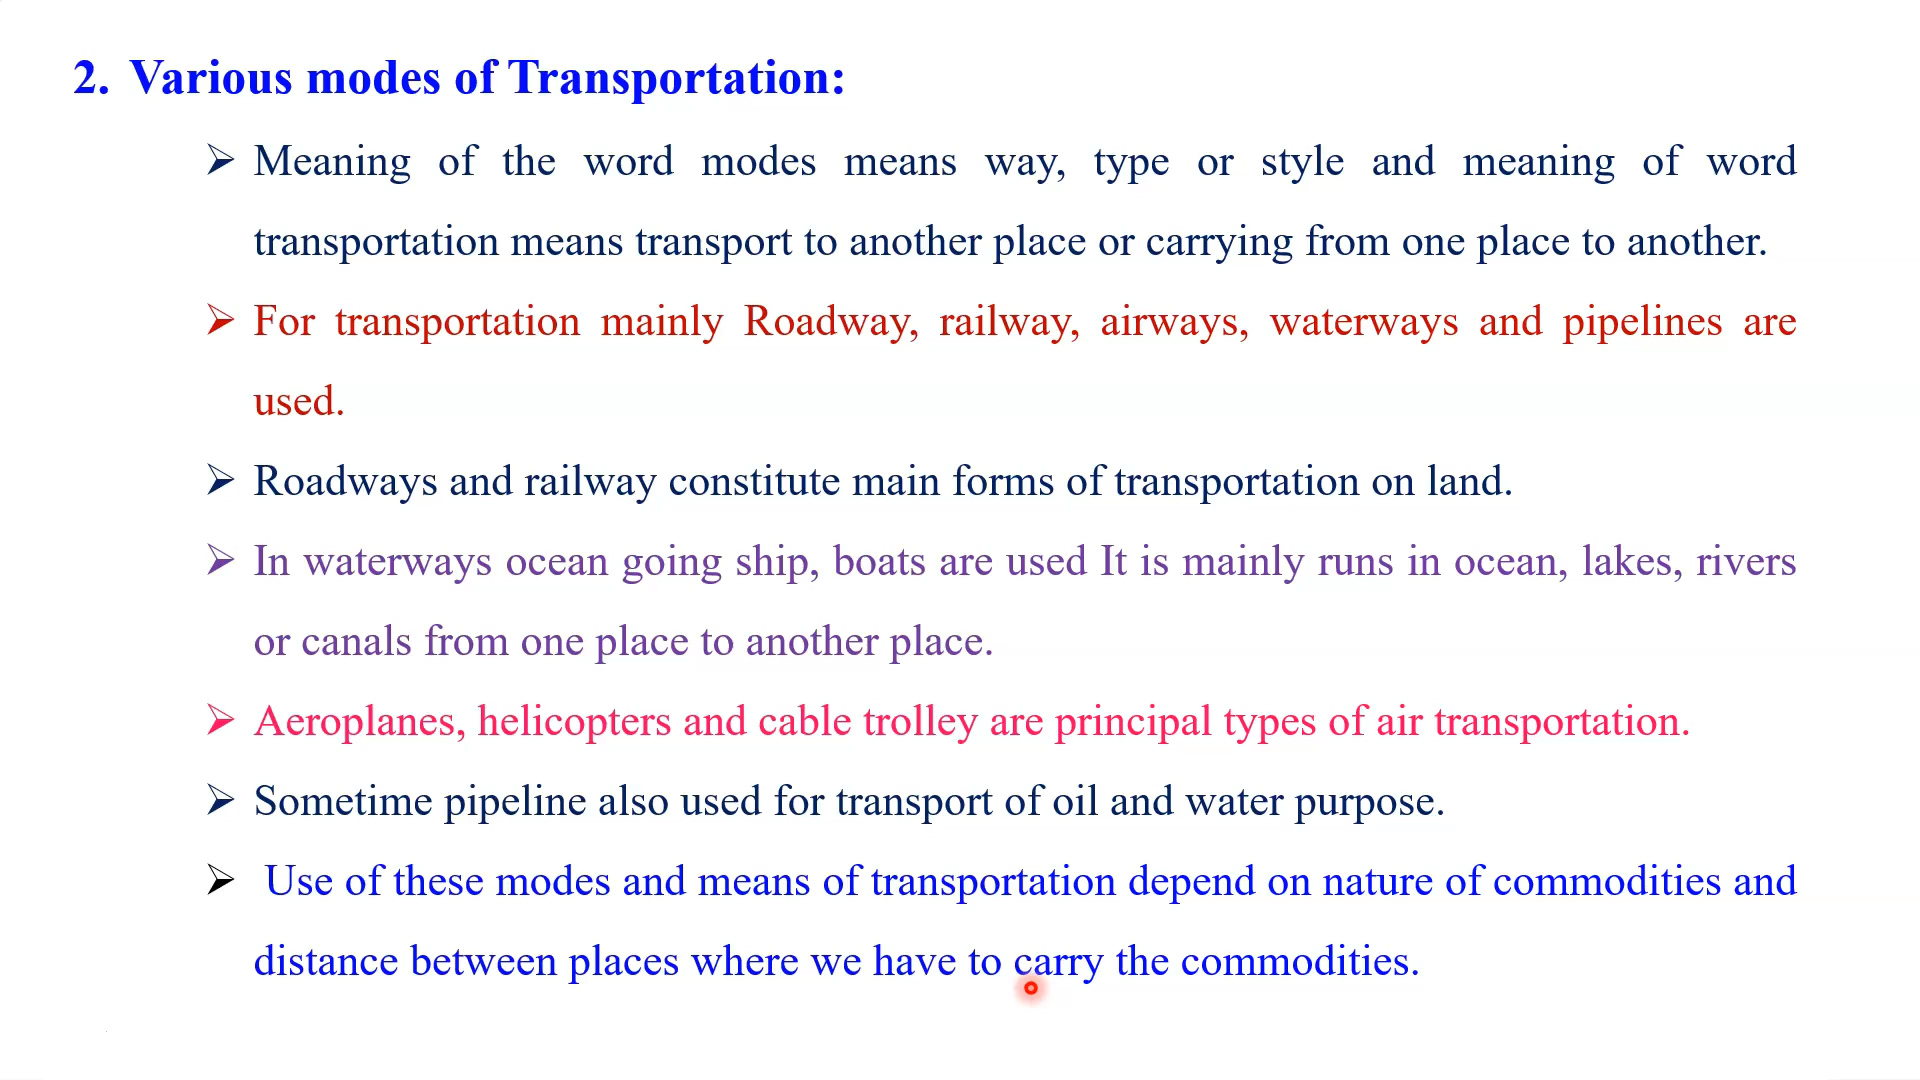 2. Various modes of Transportation:
➢ Meaning of the word modes means way, type or style and meaning of word
transportation means transport to another place or carrying from one place to another.
➢ For transportation mainly Roadway, railway, airways, waterways and pipelines are
used.
➢ Roadways and railway constitute main forms of transportation on land.
➢ In waterways ocean going ship, boats are used It is mainly runs in ocean, lakes, rivers
or canals from one place to another place.
➢ Aeroplanes, helicopters and cable trolley are principal types of air transportation.
➢ Sometime pipeline also used for transport of oil and water purpose.
➢ Use of these modes and means of transportation depend on nature of commodities and
distance between places where we have to carry the commodities.